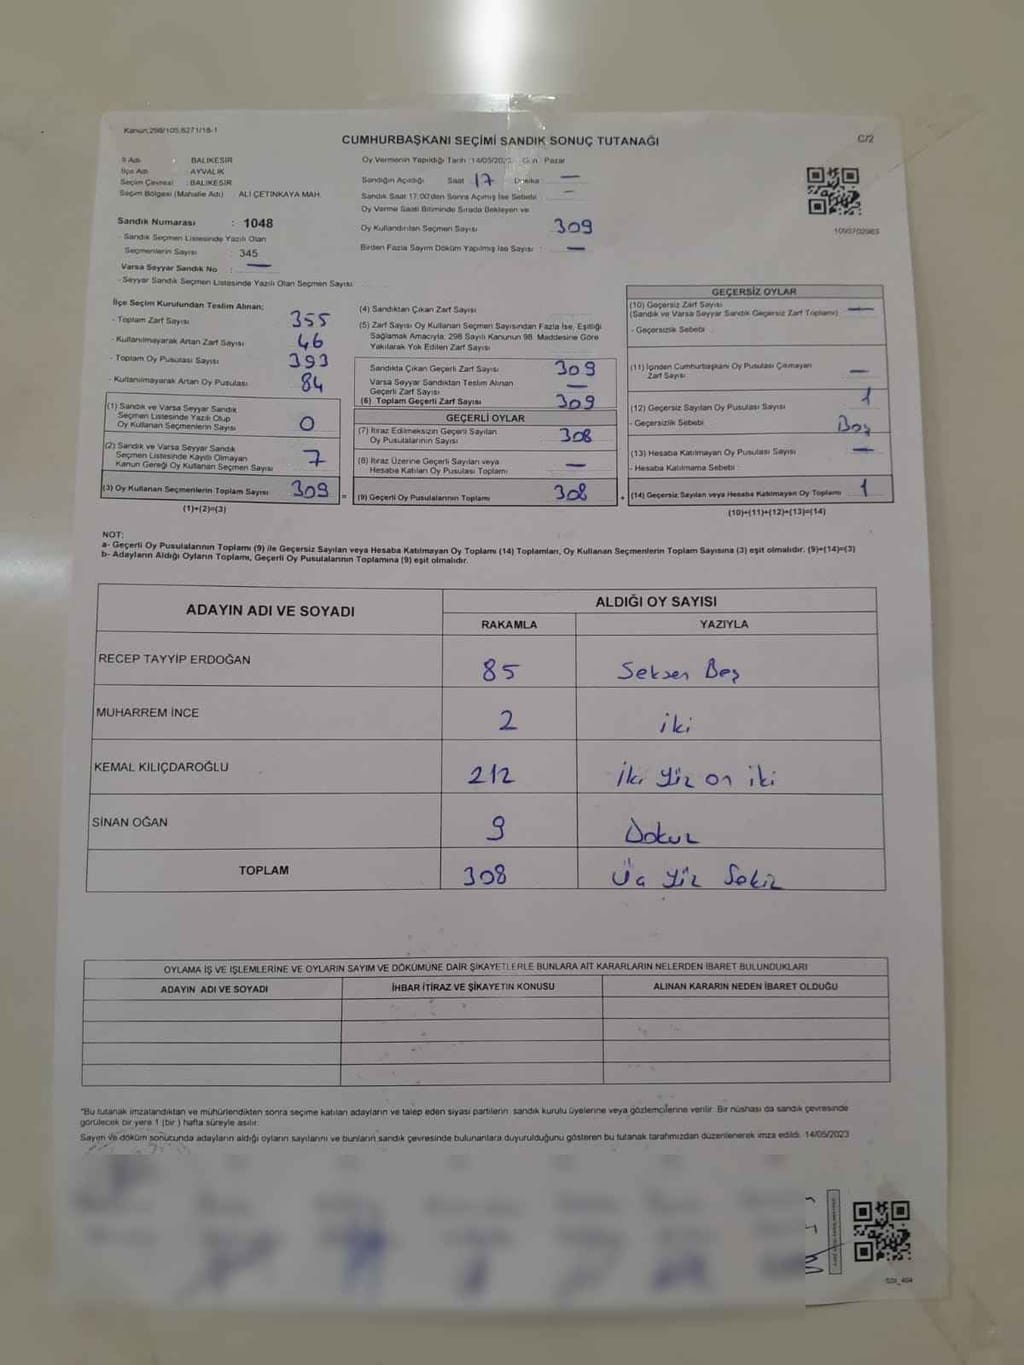 Kanun:298/105,6271/18-1
CUMHURBAŞKANI SEÇİMİ SANDIK SONUÇ TUTANAĞI
C/2
İl Adı : BALIKESİR
İlçe Adı : AYVALIK
Seçim Çevresi : BALIKESİR
Seçim Bölgesi (Mahalle Adı) ALİ ÇETİNKAYA MAH.
Sandık Numarası : 1048
- Sandık Seçmen Listesinde Yazılı Olan
Seçmenlerin Sayısı : 345
Varsa Seyyar Sandık No : —
- Seyyar Sandık Seçmen Listesinde Yazılı Olan Seçmen Sayısı
Oy Vermenin Yapıldığı Tarih : 14/05/2023 Gün : Pazar
Sandığın Açıldığı Saat 17 Dakika —
Sandık Saat 17:00'den Sonra Açılmış İse Sebebi —
Oy Verme Saati Bitiminde Sırada Bekleyen ve
Oy Kullandırılan Seçmen Sayısı 309
Birden Fazla Sayım Döküm Yapılmış İse Sayısı : —
İlçe Seçim Kurulundan Teslim Alınan;
- Toplam Zarf Sayısı 355
- Kullanılmayarak Artan Zarf Sayısı 46
- Toplam Oy Pusulası Sayısı 393
- Kullanılmayarak Artan Oy Pusulası 84
(1) Sandık ve Varsa Seyyar Sandık
Seçmen Listesinde Yazılı Olup
Oy Kullanan Seçmenlerin Sayısı 0
(2) Sandık ve Varsa Seyyar Sandık
Seçmen Listesinde Kayıtlı Olmayan
Kanun Gereği Oy Kullanan Seçmen Sayısı 7
(3) Oy Kullanan Seçmenlerin Toplam Sayısı 309
(1)+(2)=(3)
(4) Sandıktan Çıkan Zarf Sayısı
(5) Zarf Sayısı Oy Kullanan Seçmen Sayısından Fazla İse, Eşitliği
Sağlamak Amacıyla; 298 Sayılı Kanunun 98. Maddesine Göre
Yakılarak Yok Edilen Zarf Sayısı
Sandıkta Çıkan Geçerli Zarf Sayısı 309
Varsa Seyyar Sandıktan Teslim Alınan
Geçerli Zarf Sayısı —
(6) Toplam Geçerli Zarf Sayısı 309
GEÇERLİ OYLAR
(7) İtiraz Edilmeksizin Geçerli Sayılan
Oy Pusulalarının Sayısı 308
(8) İtiraz Üzerine Geçerli Sayılan veya
Hesaba Katılan Oy Pusulası Toplamı —
= (9) Geçerli Oy Pusulalarının Toplamı 308
GEÇERSİZ OYLAR
(10) Geçersiz Zarf Sayısı
(Sandık ve Varsa Seyyar Sandık Geçersiz Zarf Toplamı) —
- Geçersizlik Sebebi
(11) İçinden Cumhurbaşkanı Oy Pusulası Çıkmayan
Zarf Sayısı —
(12) Geçersiz Sayılan Oy Pusulası Sayısı 1
- Geçersizlik Sebebi Boş
(13) Hesaba Katılmayan Oy Pusulası Sayısı —
- Hesaba Katılmama Sebebi
+ (14) Geçersiz Sayılan veya Hesaba Katılmayan Oy Toplamı 1
(10)+(11)+(12)+(13)=(14)
NOT:
a- Geçerli Oy Pusulalarının Toplamı (9) ile Geçersiz Sayılan veya Hesaba Katılmayan Oy Toplamı (14) Toplamları, Oy Kullanan Seçmenlerin Toplam Sayısına (3) eşit olmalıdır. (9)+(14)=(3)
b- Adayların Aldığı Oyların Toplamı, Geçerli Oy Pusulalarının Toplamına (9) eşit olmalıdır.
ADAYIN ADI VE SOYADI ALDIĞI OY SAYISI
RAKAMLA YAZIYLA
RECEP TAYYİP ERDOĞAN 85 Seksen Beş
MUHARREM İNCE 2 iki
KEMAL KILIÇDAROĞLU 212 İki yüz on iki
SİNAN OĞAN 9 Dokuz
TOPLAM 308 Üç yüz Sekiz
OYLAMA İŞ VE İŞLEMLERİNE VE OYLARIN SAYIM VE DÖKÜMÜNE DAİR ŞİKAYETLERLE BUNLARA AİT KARARLARIN NELERDEN İBARET BULUNDUKLARI
ADAYIN ADI VE SOYADI İHBAR İTİRAZ VE ŞİKAYETİN KONUSU ALINAN KARARIN NEDEN İBARET OLDUĞU
*Bu tutanak imzalandıktan ve mühürlendikten sonra seçime katılan adayların ve talep eden siyasi partilerin sandık kurulu üyelerine veya gözlemcilerine verilir. Bir nüshası da sandık çevresinde
görülecek bir yere 1 (bir) hafta süreyle asılır.
Sayım ve döküm sonucunda adayların aldığı oyların sayılarını ve bunların sandık çevresinde bulunanlara duyurulduğunu gösteren bu tutanak tarafımızdan düzenlenerek imza edildi. 14/05/2023